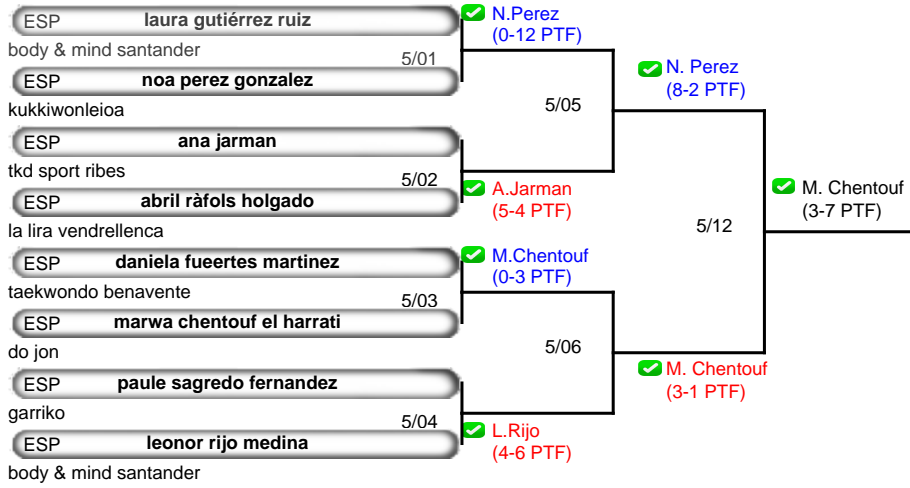 ESP laura gutiérrez ruiz
body & mind santander
5/01
ESP noa perez gonzalez
kukkiwonleioa
ESP ana jarman
tkd sport ribes
5/02
ESP abril ràfols holgado
la lira vendrellenca
ESP daniela fueertes martinez
taekwondo benavente
5/03
ESP marwa chentouf el harrati
do jon
ESP paule sagredo fernandez
garriko
5/04
ESP leonor rijo medina
body & mind santander
N.Perez
(0-12 PTF)
5/05
A.Jarman
(5-4 PTF)
M.Chentouf
(0-3 PTF)
5/06
L.Rijo
(4-6 PTF)
N. Perez
(8-2 PTF)
5/12
M. Chentouf
(3-1 PTF)
M. Chentouf
(3-7 PTF)